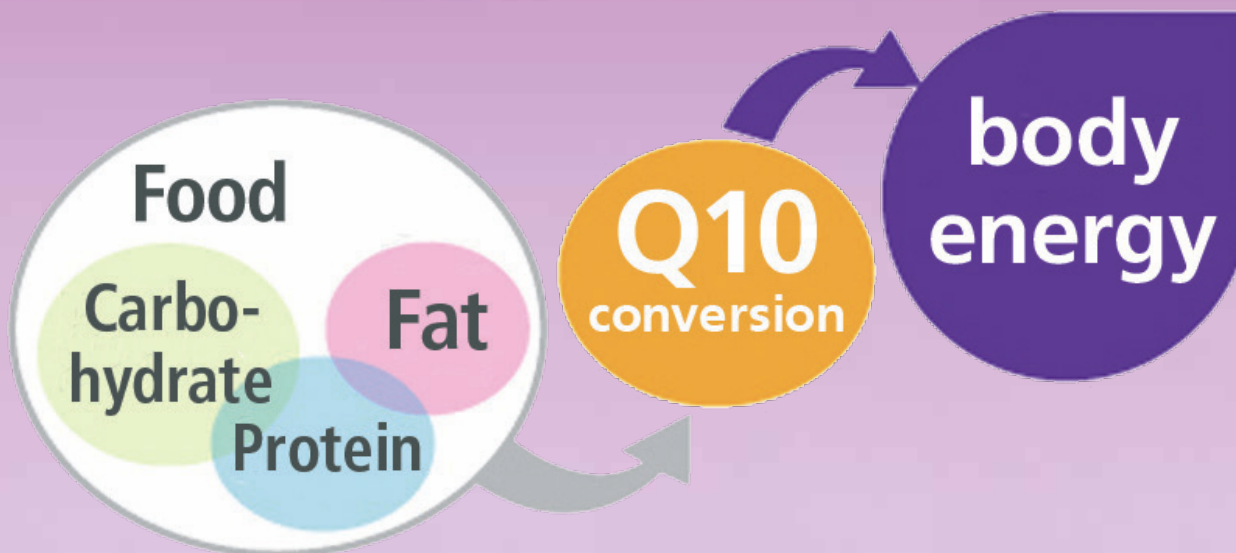 Food
Carbo-
hydrate
Fat
Protein
Q10
conversion
body
energy